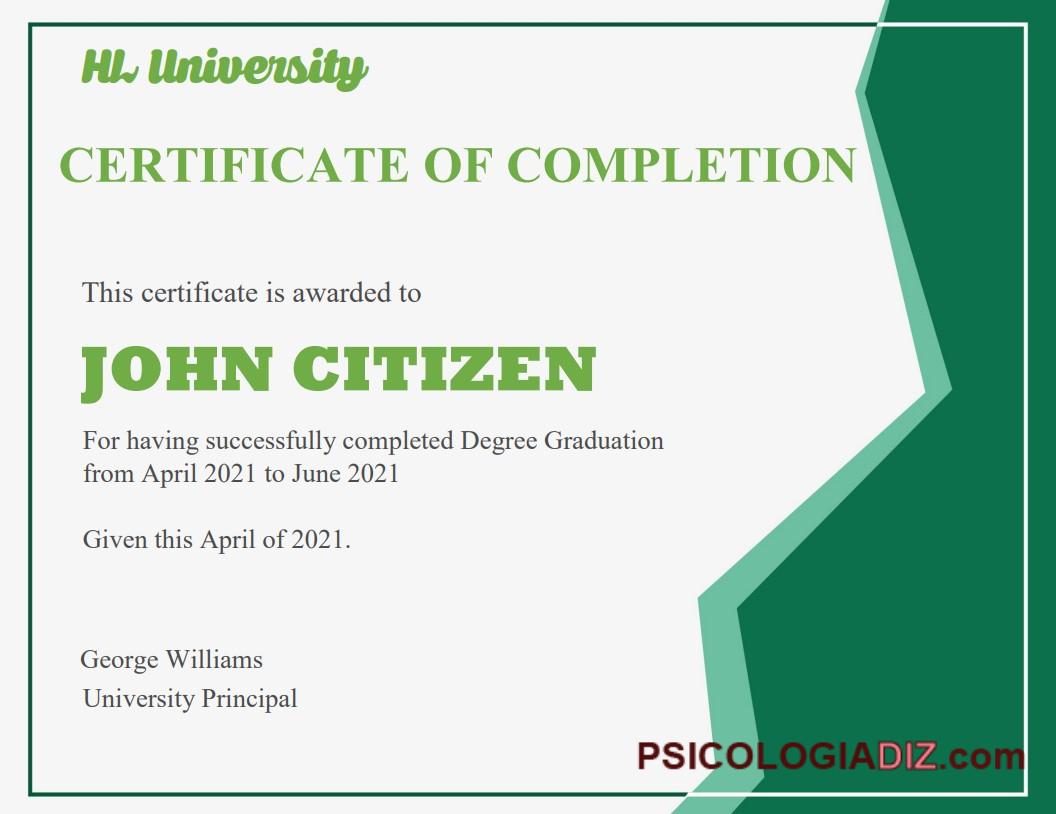 HL University
CERTIFICATE OF COMPLETION
This certificate is awarded to
JOHN CITIZEN
For having successfully completed Degree Graduation
from April 2021 to June 2021
Given this April of 2021.
George Williams
University Principal
PSICOLOGIADIZ.com